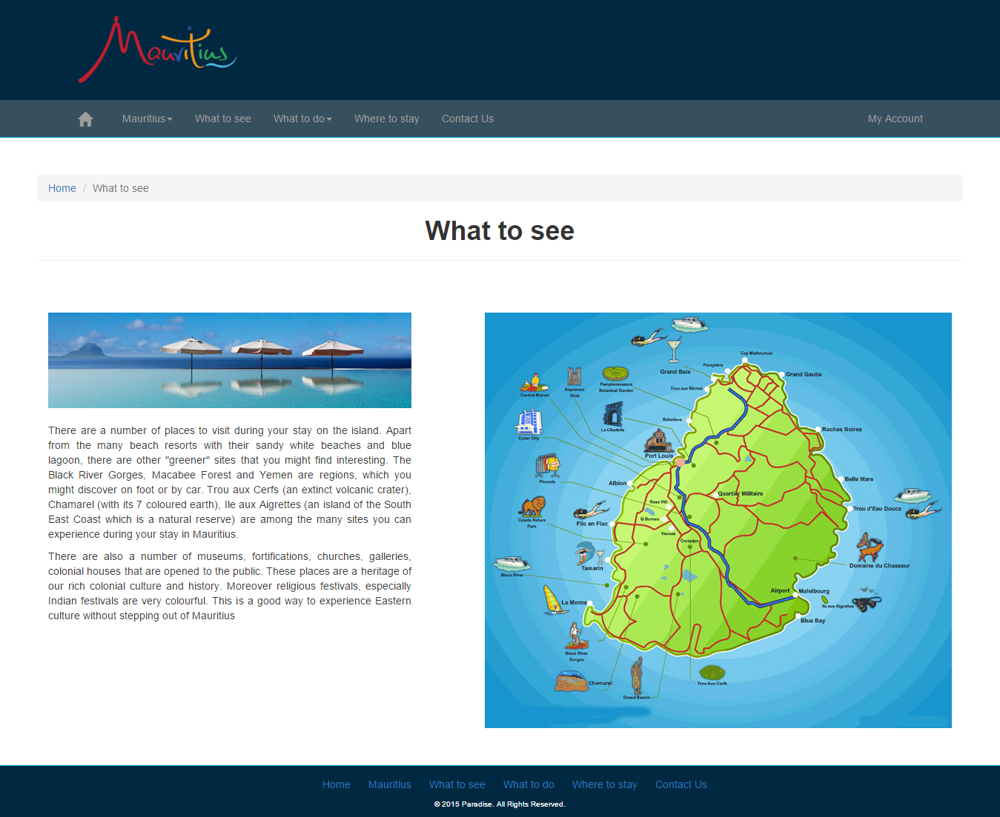 Mauritius
Mauritius What to see What to do Where to stay Contact Us My Account
Home / What to see
What to see
There are a number of places to visit during your stay on the island. Apart
from the many beach resorts with their sandy white beaches and blue
lagoon, there are other "greener" sites that you might find interesting. The
Black River Gorges, Macabee Forest and Yemen are regions, which you
might discover on foot or by car. Trou aux Cerfs (an extinct volcanic crater),
Chamarel (with its 7 coloured earth), Ile aux Aigrettes (an island of the South
East Coast which is a natural reserve) are among the many sites you can
experience during your stay in Mauritius.
There are also a number of museums, fortifications, churches, galleries,
colonial houses that are opened to the public. These places are a heritage of
our rich colonial culture and history. Moreover religious festivals, especially
Indian festivals are very colourful. This is a good way to experience Eastern
culture without stepping out of Mauritius
Cap Malheureux
Pereybère
Grand Baie
Grand Gaube
Trou aux Biches
Pamplemousses
Botanical Garden
Aapravasi
Ghat
Central Market
Balaclava
La Citadelle
Roches Noires
Cyber City
Port Louis
Phoenix
Albion
Belle Mare
Quartier Militaire
Rose Hill
Trou d'Eau Douce
Q Bornes
Casela Nature
Park
Flic en Flac
Vacoas
Curepipe
Tamarin
Domaine du Chasseur
Black River
Airport
Mahébourg
Le Morne
Ile aux Aigrettes
Blue Bay
Black River
Gorges
Chamarel
Trou Aux Cerfs
Grand Bassin
Home Mauritius What to see What to do Where to stay Contact Us
© 2015 Paradise. All Rights Reserved.